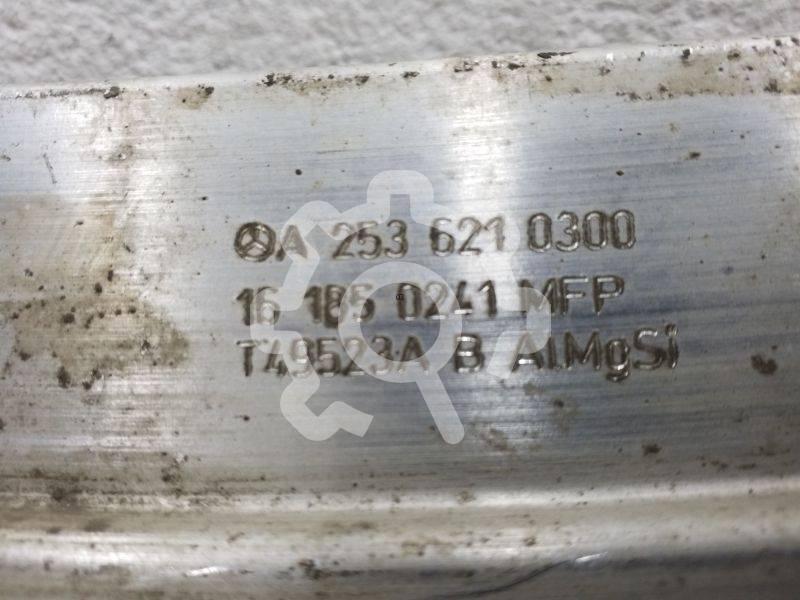 A 253 621 0300
16 185 0241 MFP
T49523A B AlMgSi